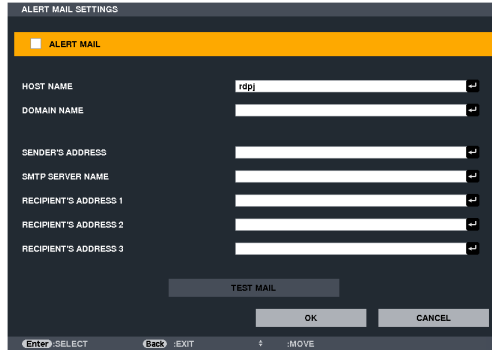 ALERT MAIL SETTINGS
ALERT MAIL
HOST NAME rdpj
DOMAIN NAME
SENDER'S ADDRESS
SMTP SERVER NAME
RECIPIENT'S ADDRESS 1
RECIPIENT'S ADDRESS 2
RECIPIENT'S ADDRESS 3
TEST MAIL
OK CANCEL
Enter :SELECT Back :EXIT :MOVE